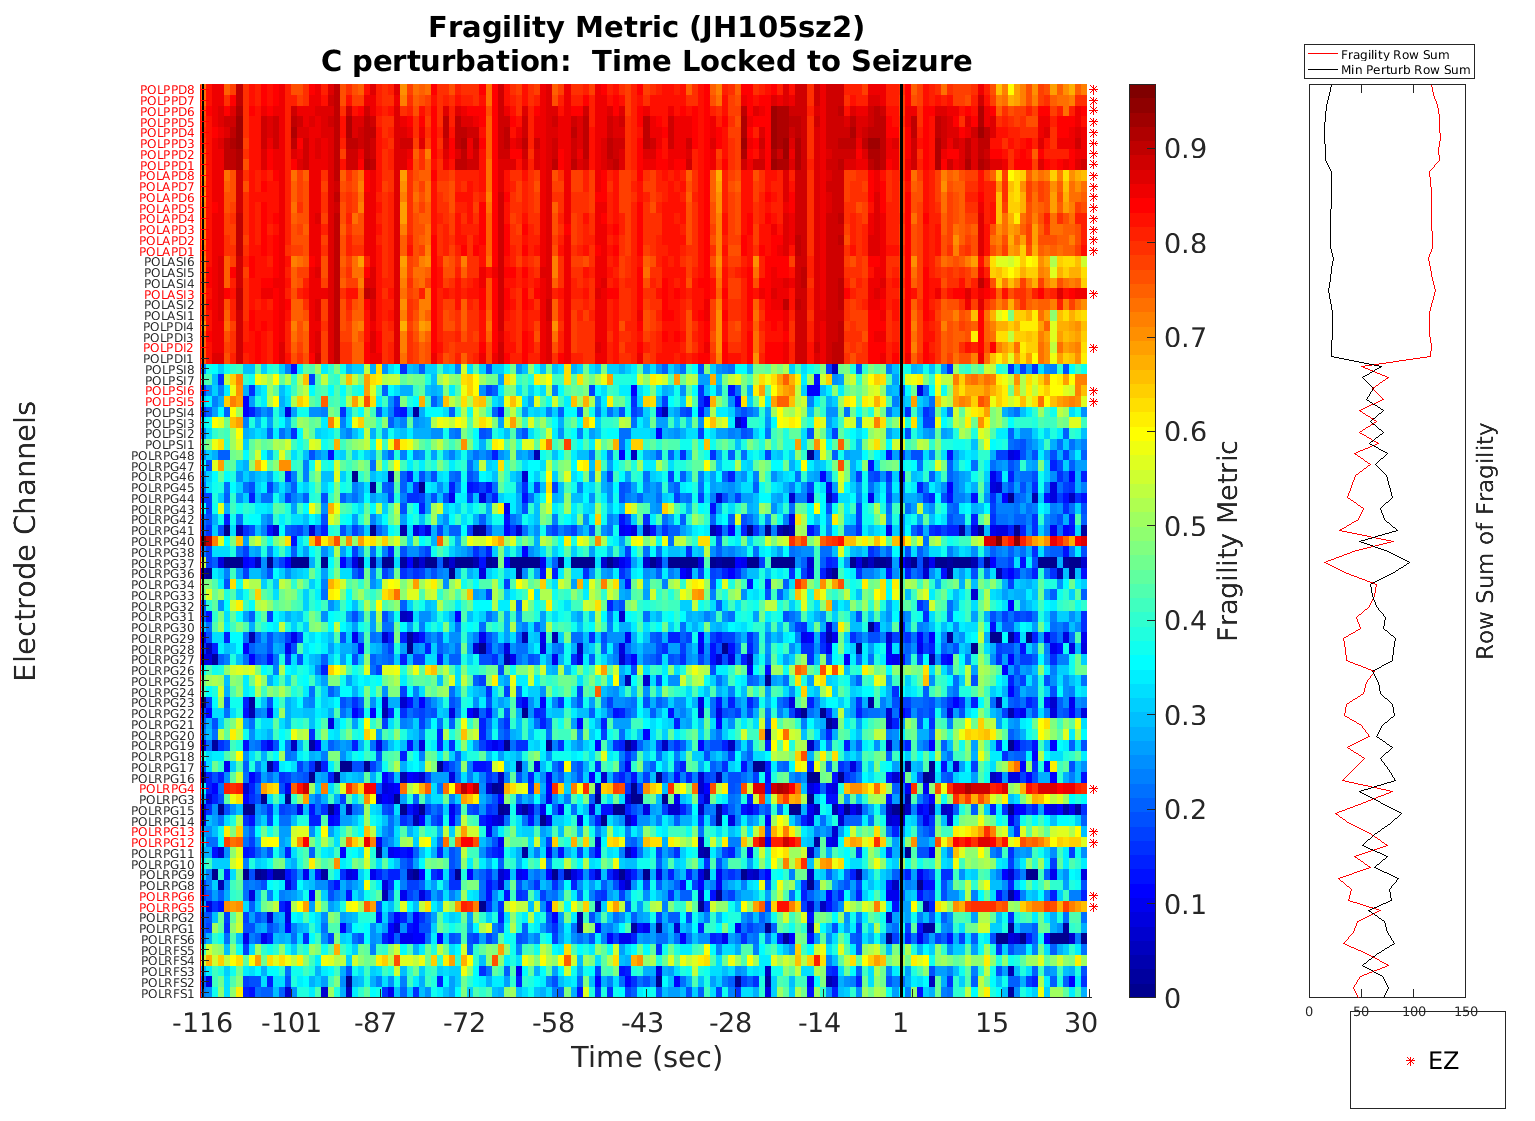 Fragility Metric (JH105sz2)
C perturbation:  Time Locked to Seizure
Electrode Channels
POLPPD8
POLPPD7
POLPPD6
POLPPD5
POLPPD4
POLPPD3
POLPPD2
POLPPD1
POLAPD8
POLAPD7
POLAPD6
POLAPD5
POLAPD4
POLAPD3
POLAPD2
POLAPD1
POLASI6
POLASI5
POLASI4
POLASI3
POLASI2
POLASI1
POLPDI4
POLPDI3
POLPDI2
POLPDI1
POLPSI8
POLPSI7
POLPSI6
POLPSI5
POLPSI4
POLPSI3
POLPSI2
POLPSI1
POLRPG48
POLRPG47
POLRPG46
POLRPG45
POLRPG44
POLRPG43
POLRPG42
POLRPG41
POLRPG40
POLRPG38
POLRPG37
POLRPG36
POLRPG34
POLRPG33
POLRPG32
POLRPG31
POLRPG30
POLRPG29
POLRPG28
POLRPG27
POLRPG26
POLRPG25
POLRPG24
POLRPG23
POLRPG22
POLRPG21
POLRPG20
POLRPG19
POLRPG18
POLRPG17
POLRPG16
POLRPG4
POLRPG3
POLRPG15
POLRPG14
POLRPG13
POLRPG12
POLRPG11
POLRPG10
POLRPG9
POLRPG8
POLRPG6
POLRPG5
POLRPG2
POLRPG1
POLRFS6
POLRFS5
POLRFS4
POLRFS3
POLRFS2
POLRFS1
-116 -101 -87 -72 -58 -43 -28 -14 1 15 30
Time (sec)
0.9
0.8
0.7
0.6
0.5
0.4
0.3
0.2
0.1
0
Fragility Metric
Fragility Row Sum
Min Perturb Row Sum
0 50 100 150
Row Sum of Fragility
EZ